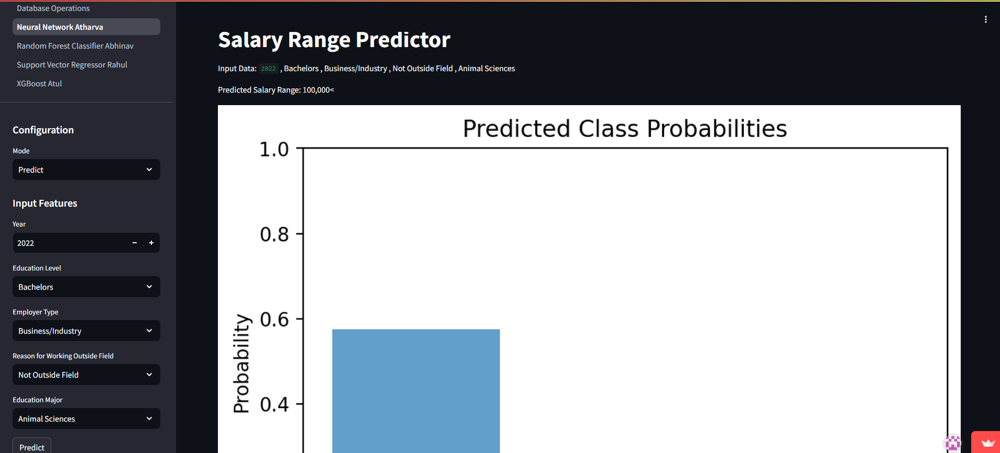 Database Operations
Neural Network Atharva
Random Forest Classifier Abhinav
Support Vector Regressor Rahul
XGBoost Atul
Configuration
Mode
Predict
Input Features
Year
2022
Education Level
Bachelors
Employer Type
Business/Industry
Reason for Working Outside Field
Not Outside Field
Education Major
Animal Sciences
Predict
Salary Range Predictor
Input Data: 2022 , Bachelors , Business/Industry , Not Outside Field , Animal Sciences
Predicted Salary Range: 100,000<
Predicted Class Probabilities
1.0
0.8
0.6
0.4
Probability